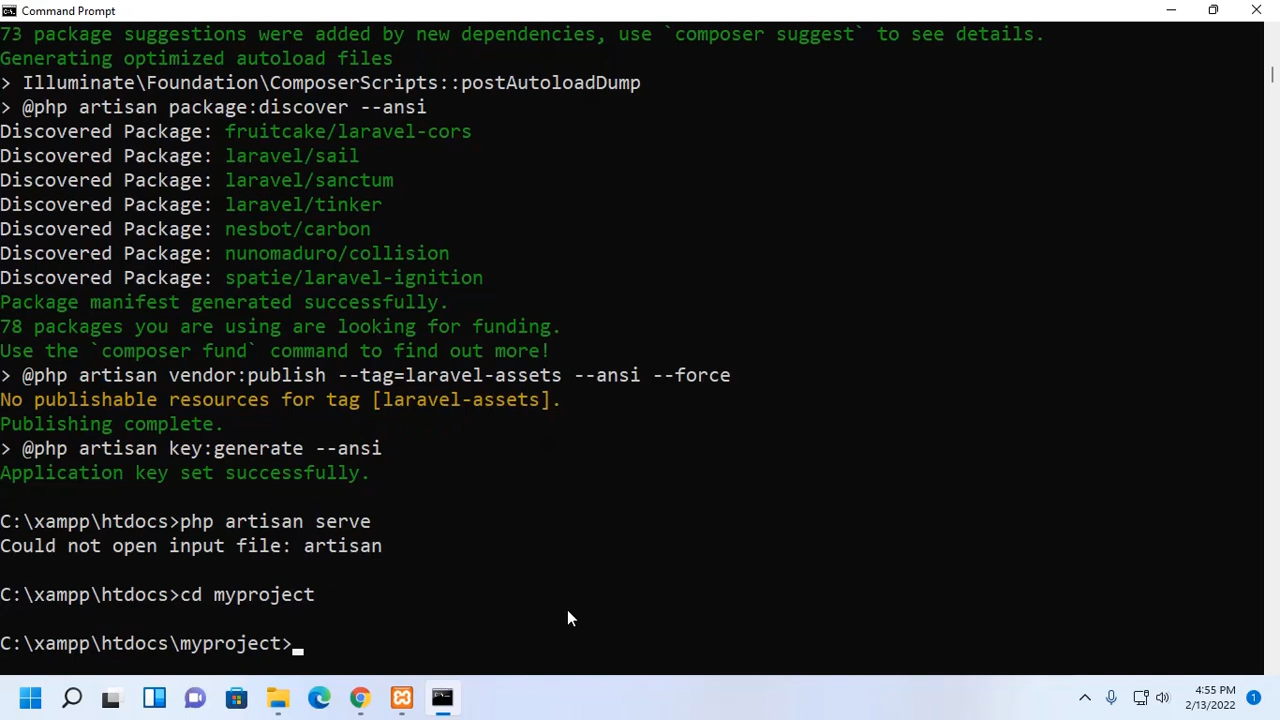 Command Prompt
73 package suggestions were added by new dependencies, use `composer suggest` to see details.
Generating optimized autoload files
> Illuminate\Foundation\ComposerScripts::postAutoloadDump
> @php artisan package:discover --ansi
Discovered Package: fruitcake/laravel-cors
Discovered Package: laravel/sail
Discovered Package: laravel/sanctum
Discovered Package: laravel/tinker
Discovered Package: nesbot/carbon
Discovered Package: nunomaduro/collision
Discovered Package: spatie/laravel-ignition
Package manifest generated successfully.
78 packages you are using are looking for funding.
Use the `composer fund` command to find out more!
> @php artisan vendor:publish --tag=laravel-assets --ansi --force
No publishable resources for tag [laravel-assets].
Publishing complete.
> @php artisan key:generate --ansi
Application key set successfully.
C:\xampp\htdocs>php artisan serve
Could not open input file: artisan
C:\xampp\htdocs>cd myproject
C:\xampp\htdocs\myproject>
4:55 PM
2/13/2022
1